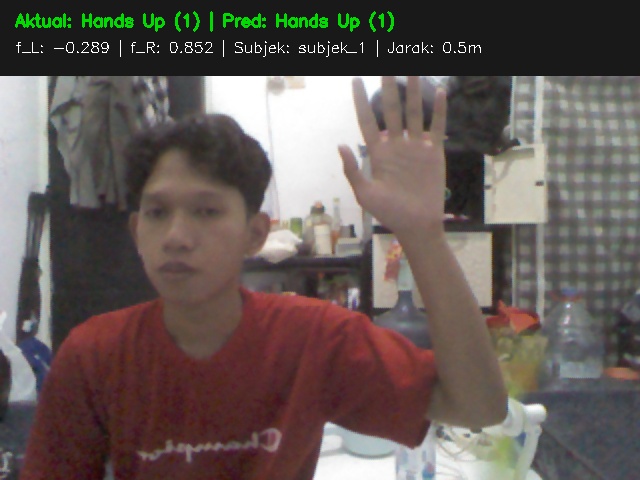 Aktual: Hands Up (1) | Pred: Hands Up (1)
f_L: −0.289 | f_R: 0.852 | Subjek: subjek_1 | Jarak: 0.5m
Champion